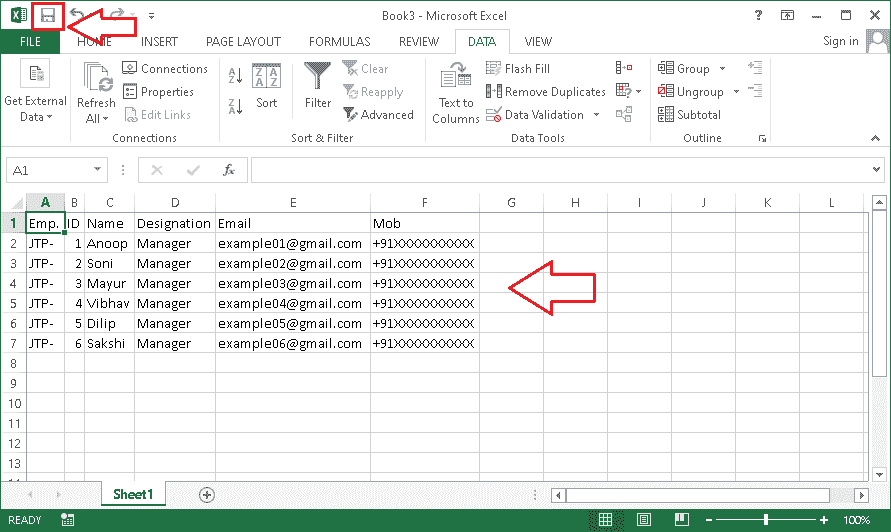 Book3 - Microsoft Excel
?
FILE HOME INSERT PAGE LAYOUT FORMULAS REVIEW DATA VIEW Sign in
Get External Data
Refresh All
Connections
Properties
Edit Links
Connections
A Z
Z A
Z A A Z
Sort
Filter
Clear
Reapply
Advanced
Sort & Filter
Text to Columns
Flash Fill
Remove Duplicates
Data Validation
Data Tools
Group
Ungroup
Subtotal
Outline
A1 fx
A B C D E F G H I J K L
1 Emp. ID Name Designation Email Mob
2 JTP- 1 Anoop Manager example01@gmail.com +91XXXXXXXXXX
3 JTP- 2 Soni Manager example02@gmail.com +91XXXXXXXXXX
4 JTP- 3 Mayur Manager example03@gmail.com +91XXXXXXXXXX
5 JTP- 4 Vibhav Manager example04@gmail.com +91XXXXXXXXXX
6 JTP- 5 Dilip Manager example05@gmail.com +91XXXXXXXXXX
7 JTP- 6 Sakshi Manager example06@gmail.com +91XXXXXXXXXX
8
9
10
11
12
13
Sheet1
READY 100%